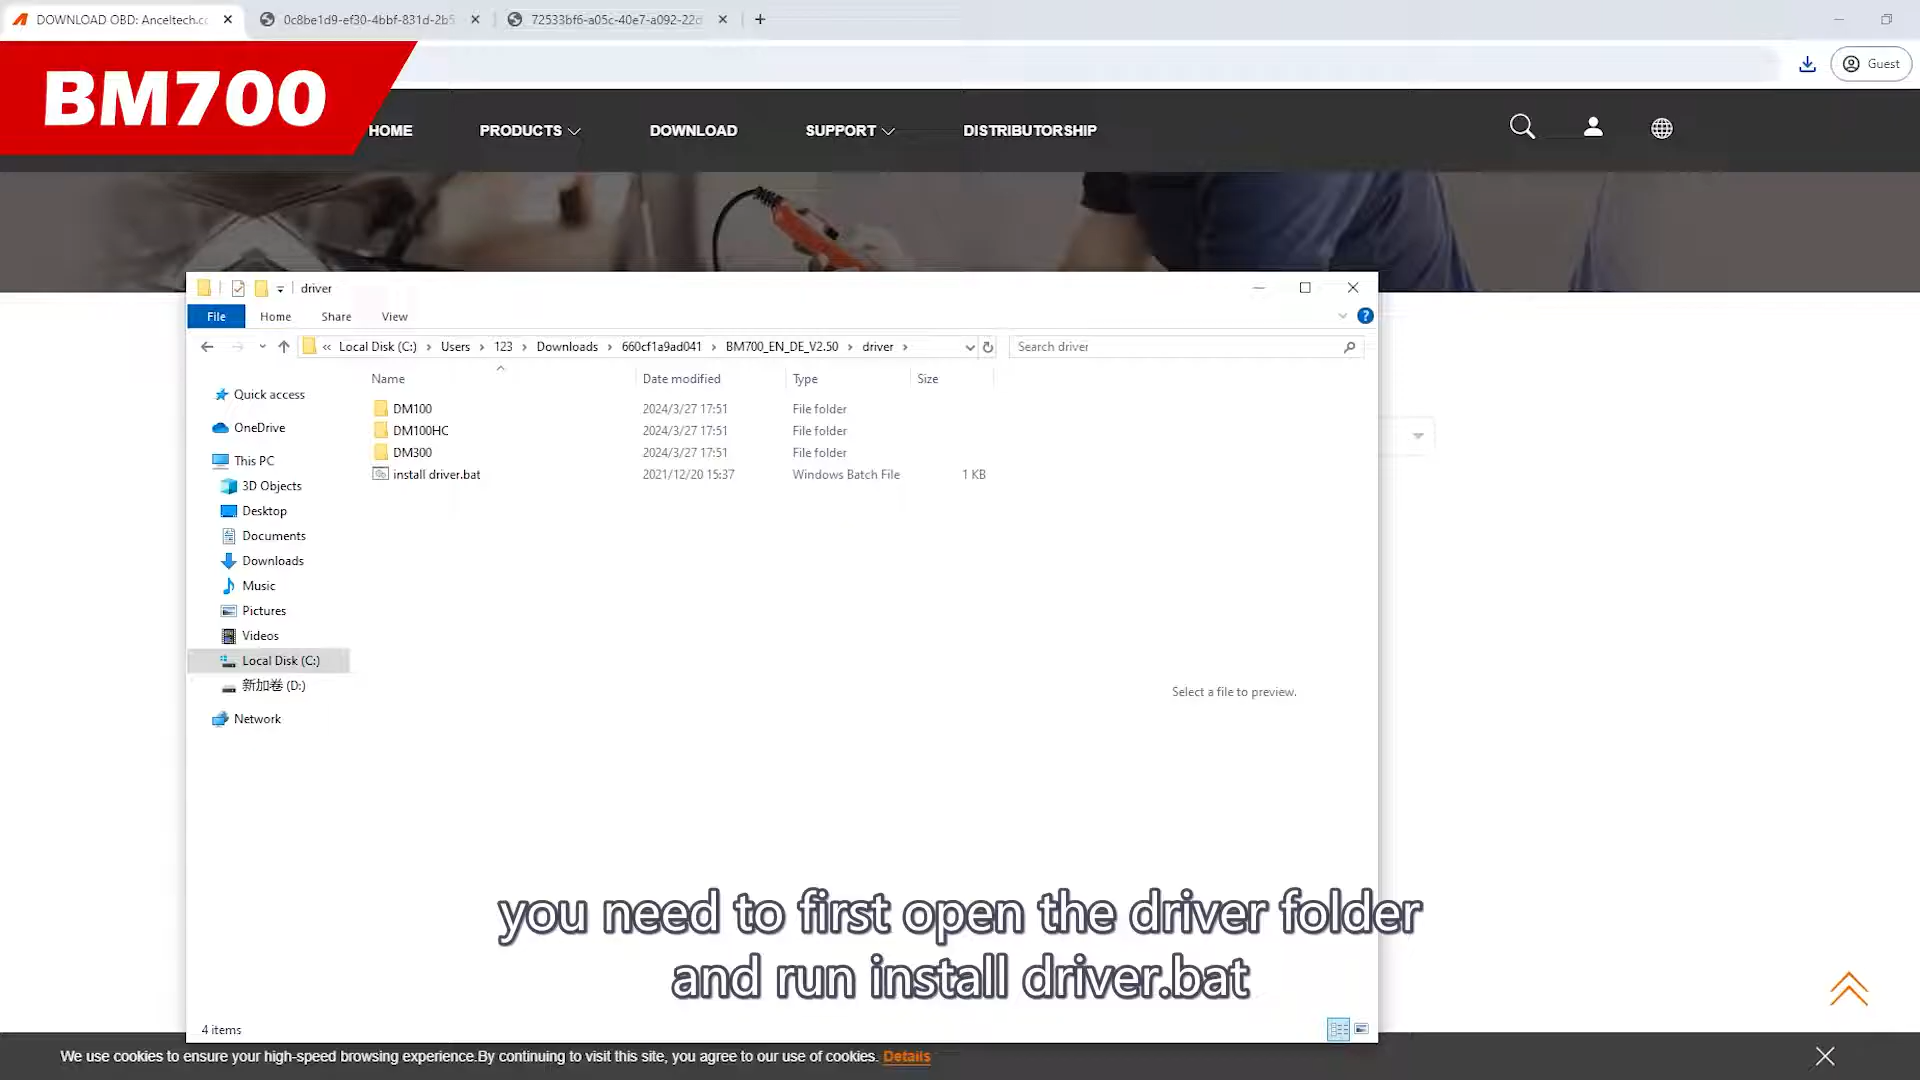 DOWNLOAD OBD: Anceltech.cc
0c8be1d9-ef30-4bbf-831d-2b5
72533bf6-a05c-40e7-a092-22d
Guest
BM700
HOME
PRODUCTS
DOWNLOAD
SUPPORT
DISTRIBUTORSHIP
driver
File
Home
Share
View
« Local Disk (C:) > Users > 123 > Downloads > 660cf1a9ad041 > BM700_EN_DE_V2.50 > driver >
Search driver
Name
Date modified
Type
Size
Quick access
OneDrive
This PC
3D Objects
Desktop
Documents
Downloads
Music
Pictures
Videos
Local Disk (C:)
新加卷 (D:)
Network
DM100 2024/3/27 17:51 File folder
DM100HC 2024/3/27 17:51 File folder
DM300 2024/3/27 17:51 File folder
install driver.bat 2021/12/20 15:37 Windows Batch File 1 KB
Select a file to preview.
you need to first open the driver folder
and run install driver.bat
4 items
We use cookies to ensure your high-speed browsing experience.By continuing to visit this site, you agree to our use of cookies. Details